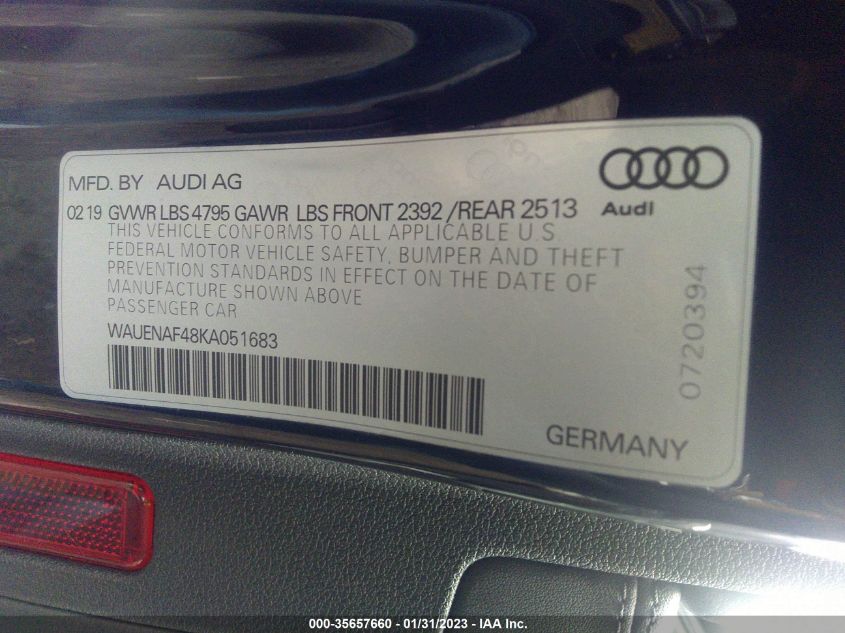 MFD. BY AUDI AG
Audi
02 19 GVWR LBS 4795 GAWR LBS FRONT 2392 /REAR 2513
THIS VEHICLE CONFORMS TO ALL APPLICABLE U.S
FEDERAL MOTOR VEHICLE SAFETY, BUMPER AND THEFT
PREVENTION STANDARDS IN EFFECT ON THE DATE OF
MANUFACTURE SHOWN ABOVE
PASSENGER CAR
WAUENAF48KA051683
0720394
GERMANY
000-35657660 - 01/31/2023 - IAA Inc.